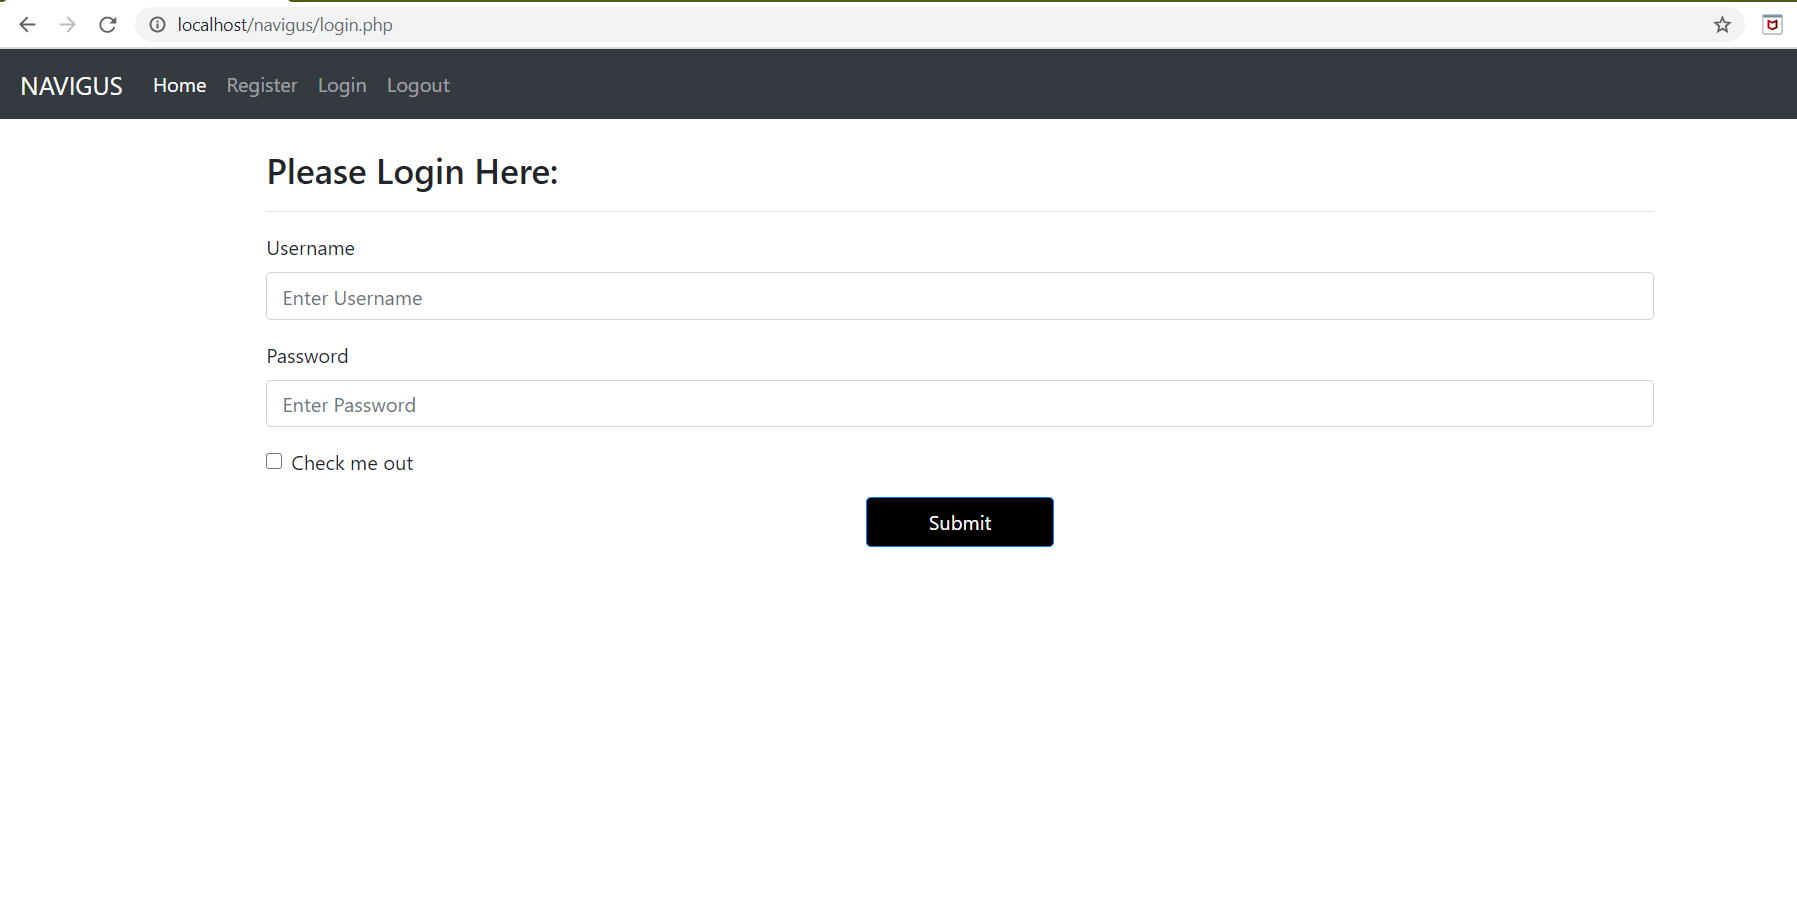 localhost/navigus/login.php
NAVIGUS Home Register Login Logout
Please Login Here:
Username
Enter Username
Password
Enter Password
Check me out
Submit